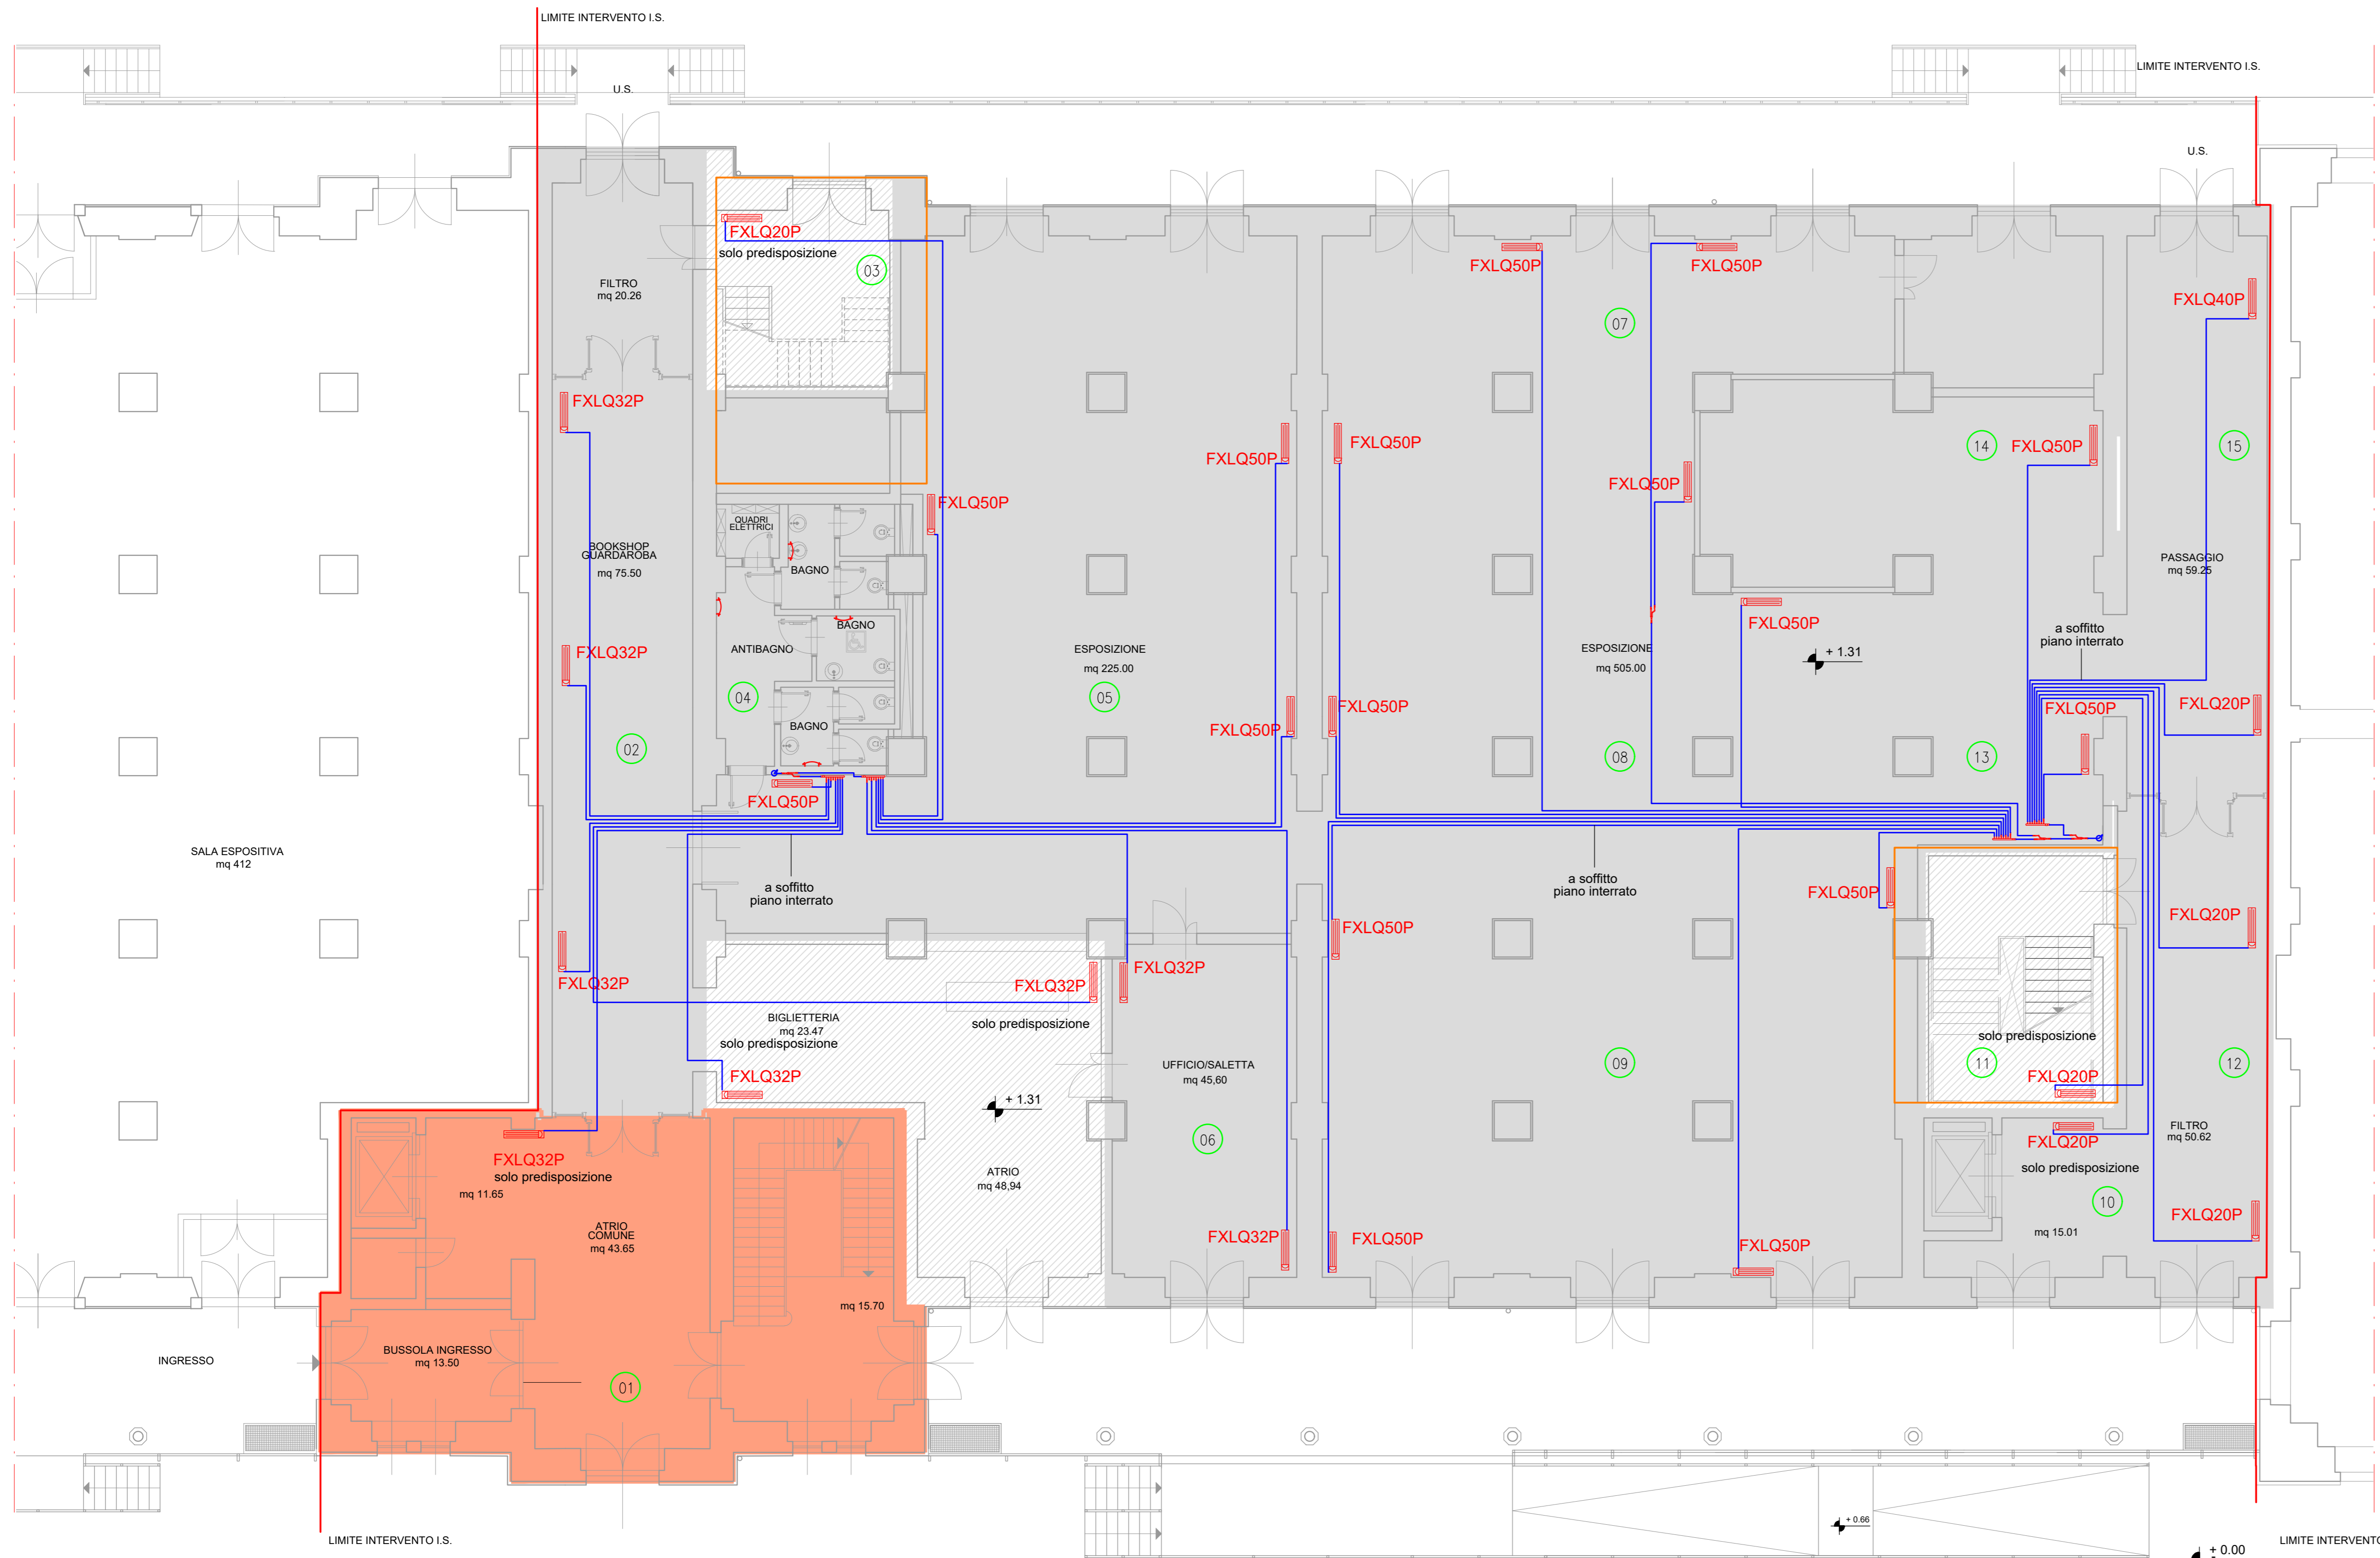 LIMITE INTERVENTO I.S.
LIMITE INTERVENTO I.S.
U.S.
U.S.
FXLQ20P
solo predisposizione
03
FILTRO
mq 20.26
FXLQ50P
FXLQ50P
FXLQ40P
07
FXLQ32P
FXLQ50P
FXLQ50P
FXLQ50P
14
FXLQ50P
15
FXLQ50P
QUADRI
ELETTRICI
BOOKSHOP
GUARDAROBA
mq 75.50
BAGNO
PASSAGGIO
mq 59.25
FXLQ32P
BAGNO
ANTIBAGNO
ESPOSIZIONE
mq 225.00
ESPOSIZIONE
mq 505.00
FXLQ50P
+ 1.31
a soffitto
piano interrato
04
05
FXLQ50P
FXLQ50P
FXLQ50P
FXLQ20P
BAGNO
02
08
13
FXLQ50P
SALA ESPOSITIVA
mq 412
a soffitto
piano interrato
a soffitto
piano interrato
FXLQ50P
FXLQ50P
FXLQ20P
FXLQ32P
FXLQ32P
FXLQ32P
BIGLIETTERIA
mq 23.47
solo predisposizione
solo predisposizione
solo predisposizione
FXLQ32P
UFFICIO/SALETTA
mq 45,60
09
11
12
FXLQ20P
+ 1.31
06
FILTRO
mq 50.62
FXLQ20P
solo predisposizione
FXLQ32P
solo predisposizione
mq 11.65
ATRIO
mq 48,94
10
ATRIO
COMUNE
mq 43.65
FXLQ32P
FXLQ50P
FXLQ50P
mq 15.01
FXLQ20P
mq 15.70
INGRESSO
BUSSOLA INGRESSO
mq 13.50
01
LIMITE INTERVENTO I.S.
+ 0.66
+ 0.00
LIMITE INTERVENTO